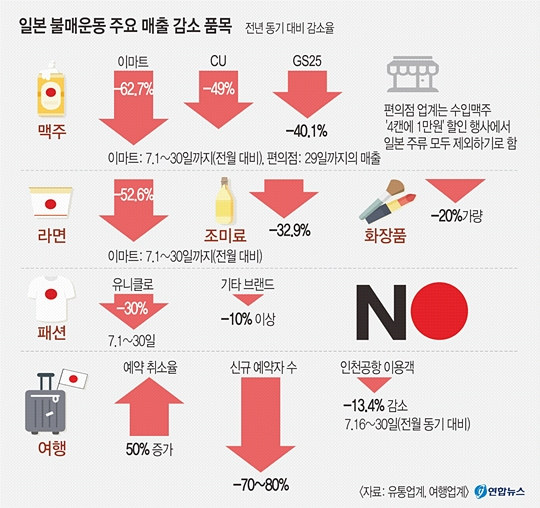 일본 불매운동 주요 매출 감소 품목 전년 동기 대비 감소율
이마트 CU GS25
-62.7% -49% -40.1%
맥주
편의점 업계는 수입맥주
'4캔에 1만원' 할인 행사에서
일본 주류 모두 제외하기로 함
이마트: 7.1~30일까지(전월 대비), 편의점: 29일까지의 매출
-52.6%
라면
조미료
-32.9%
화장품
-20%가량
이마트: 7.1~30일까지(전월 대비)
유니클로 기타 브랜드
-30%
-10% 이상
패션
7.1~30일
NO
예약 취소율 신규 예약자 수 인천공항 이용객
-13.4% 감소
7.16~30일(전월 동기 대비)
여행
50% 증가
-70~80%
〈자료: 유통업계, 여행업계〉 연합뉴스